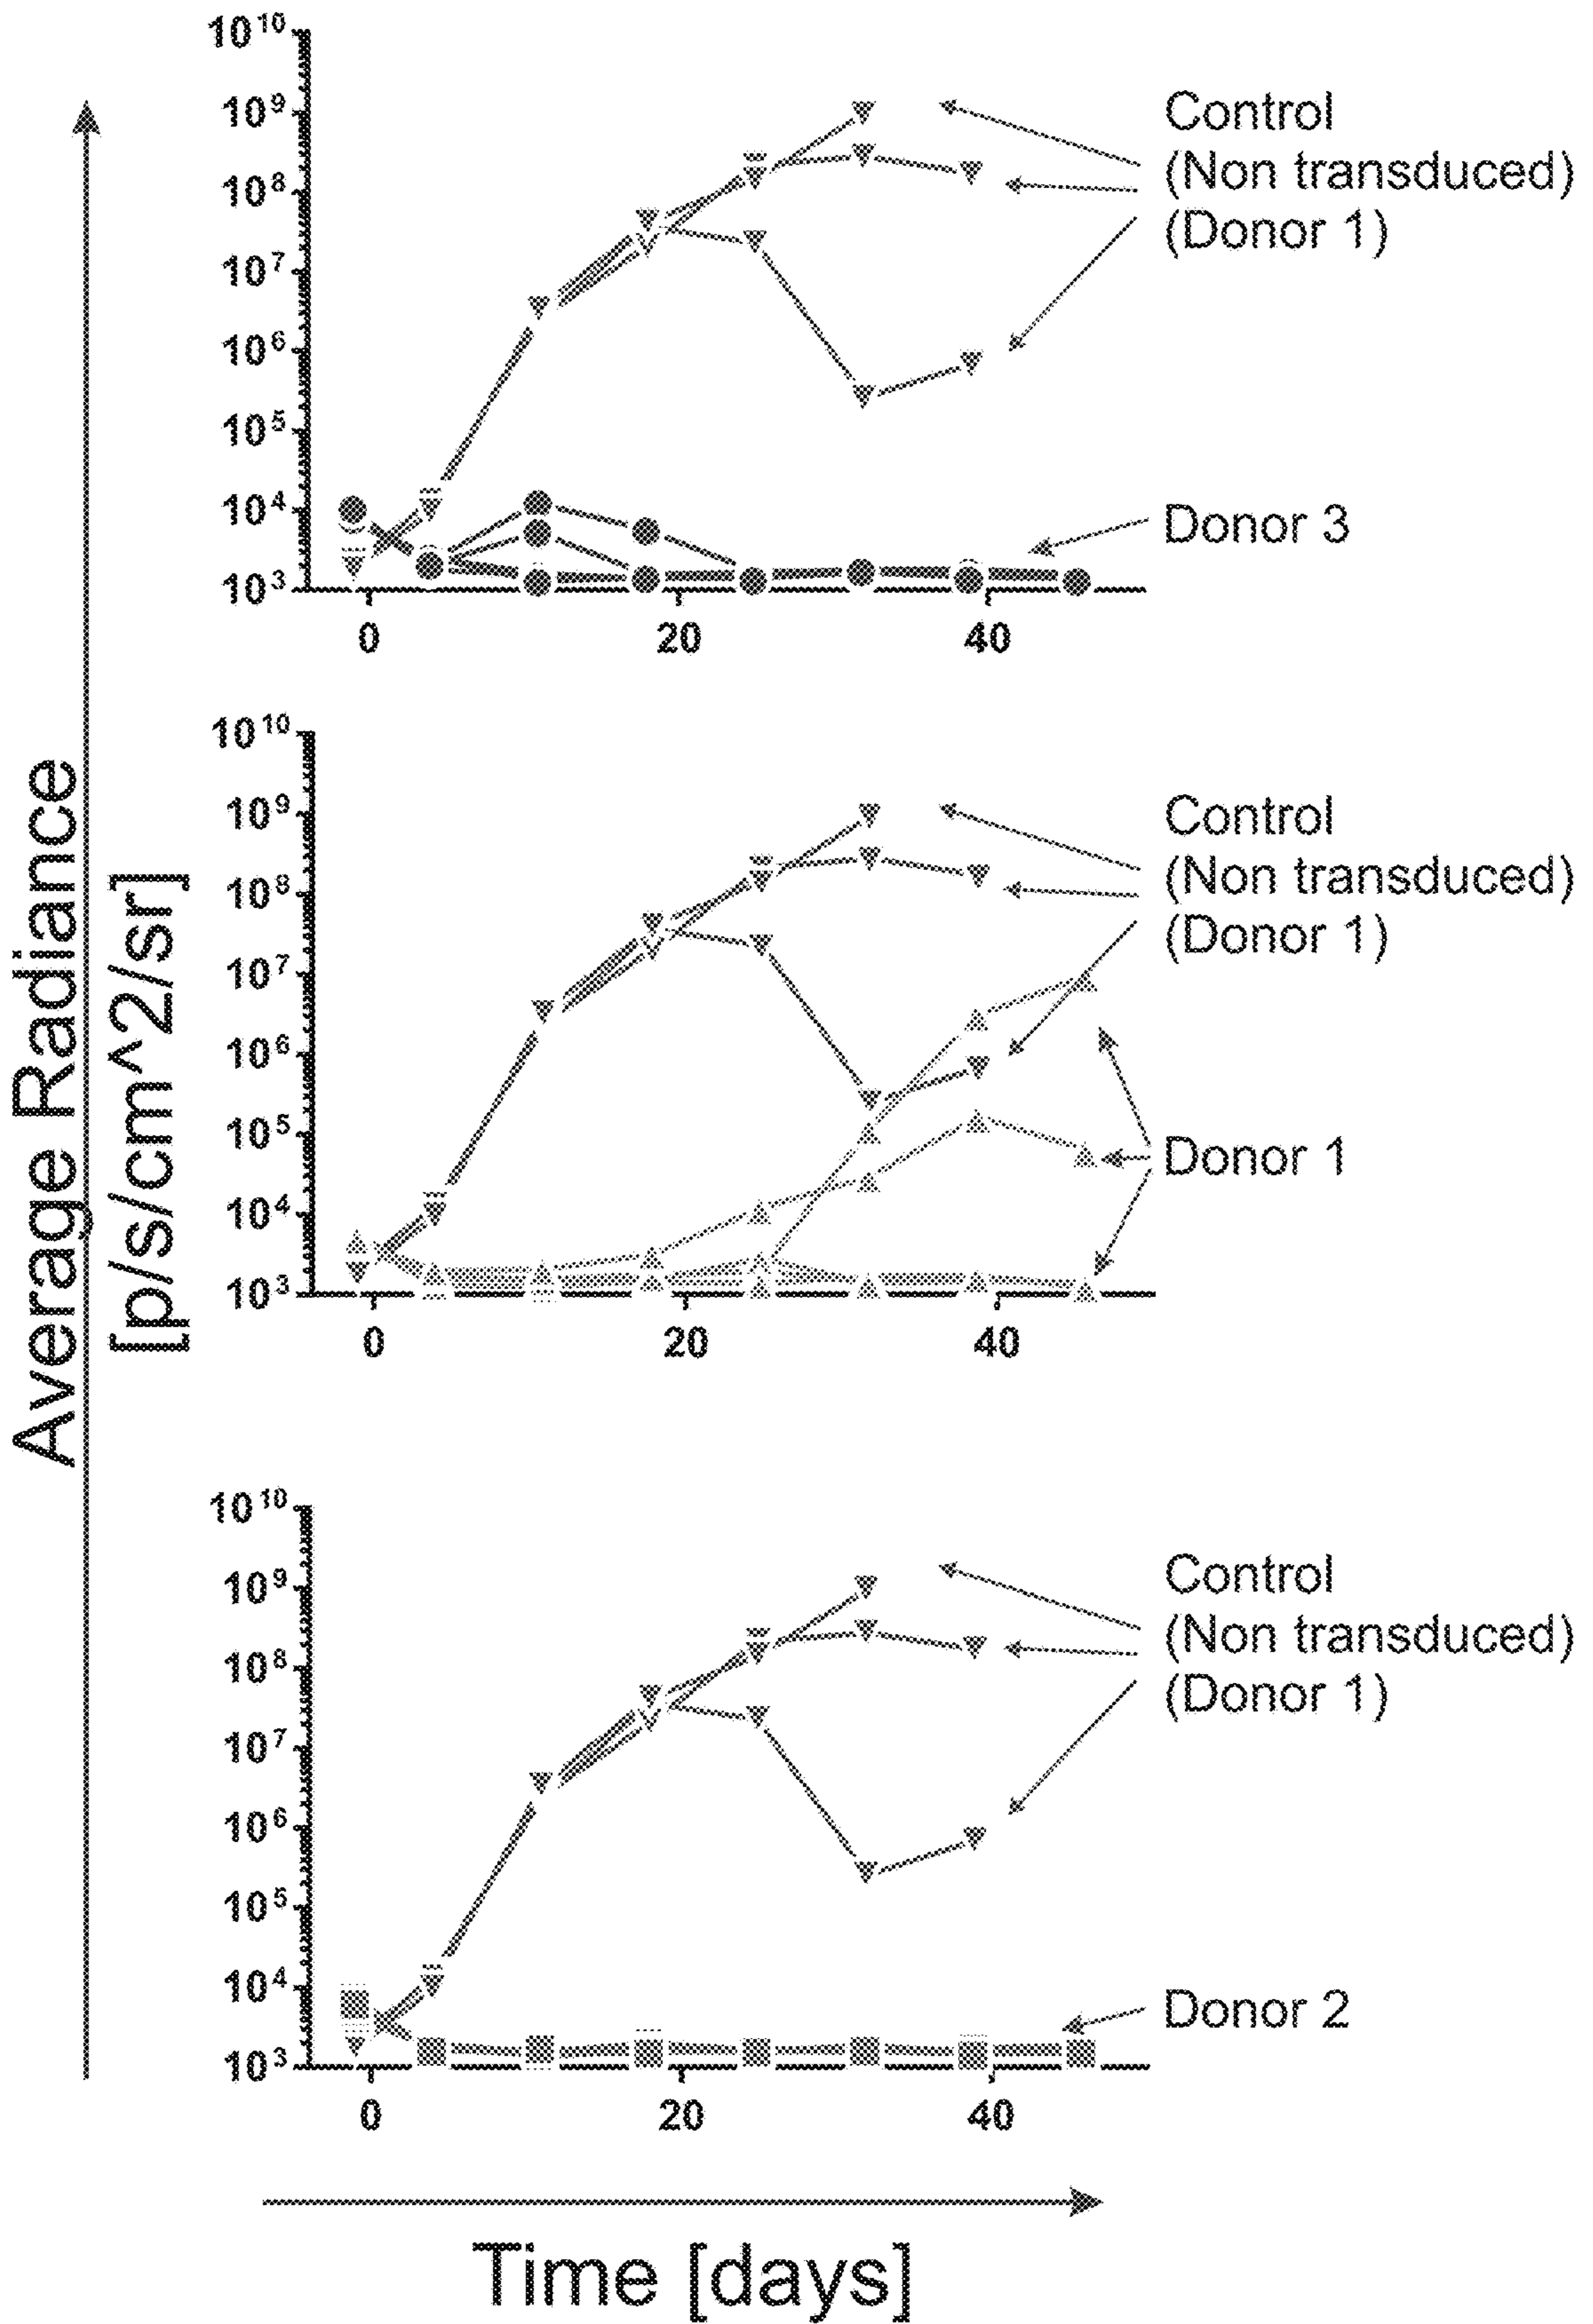 Average Radiance
[p/s/cm^2/sr]
10^10
10^9
10^8
10^7
10^6
10^5
10^4
10^3
0 20 40
Control
(Non transduced)
(Donor 1)
Donor 3
10^10
10^9
10^8
10^7
10^6
10^5
10^4
10^3
0 20 40
Control
(Non transduced)
(Donor 1)
Donor 1
10^10
10^9
10^8
10^7
10^6
10^5
10^4
10^3
0 20 40
Control
(Non transduced)
(Donor 1)
Donor 2
Time [days]